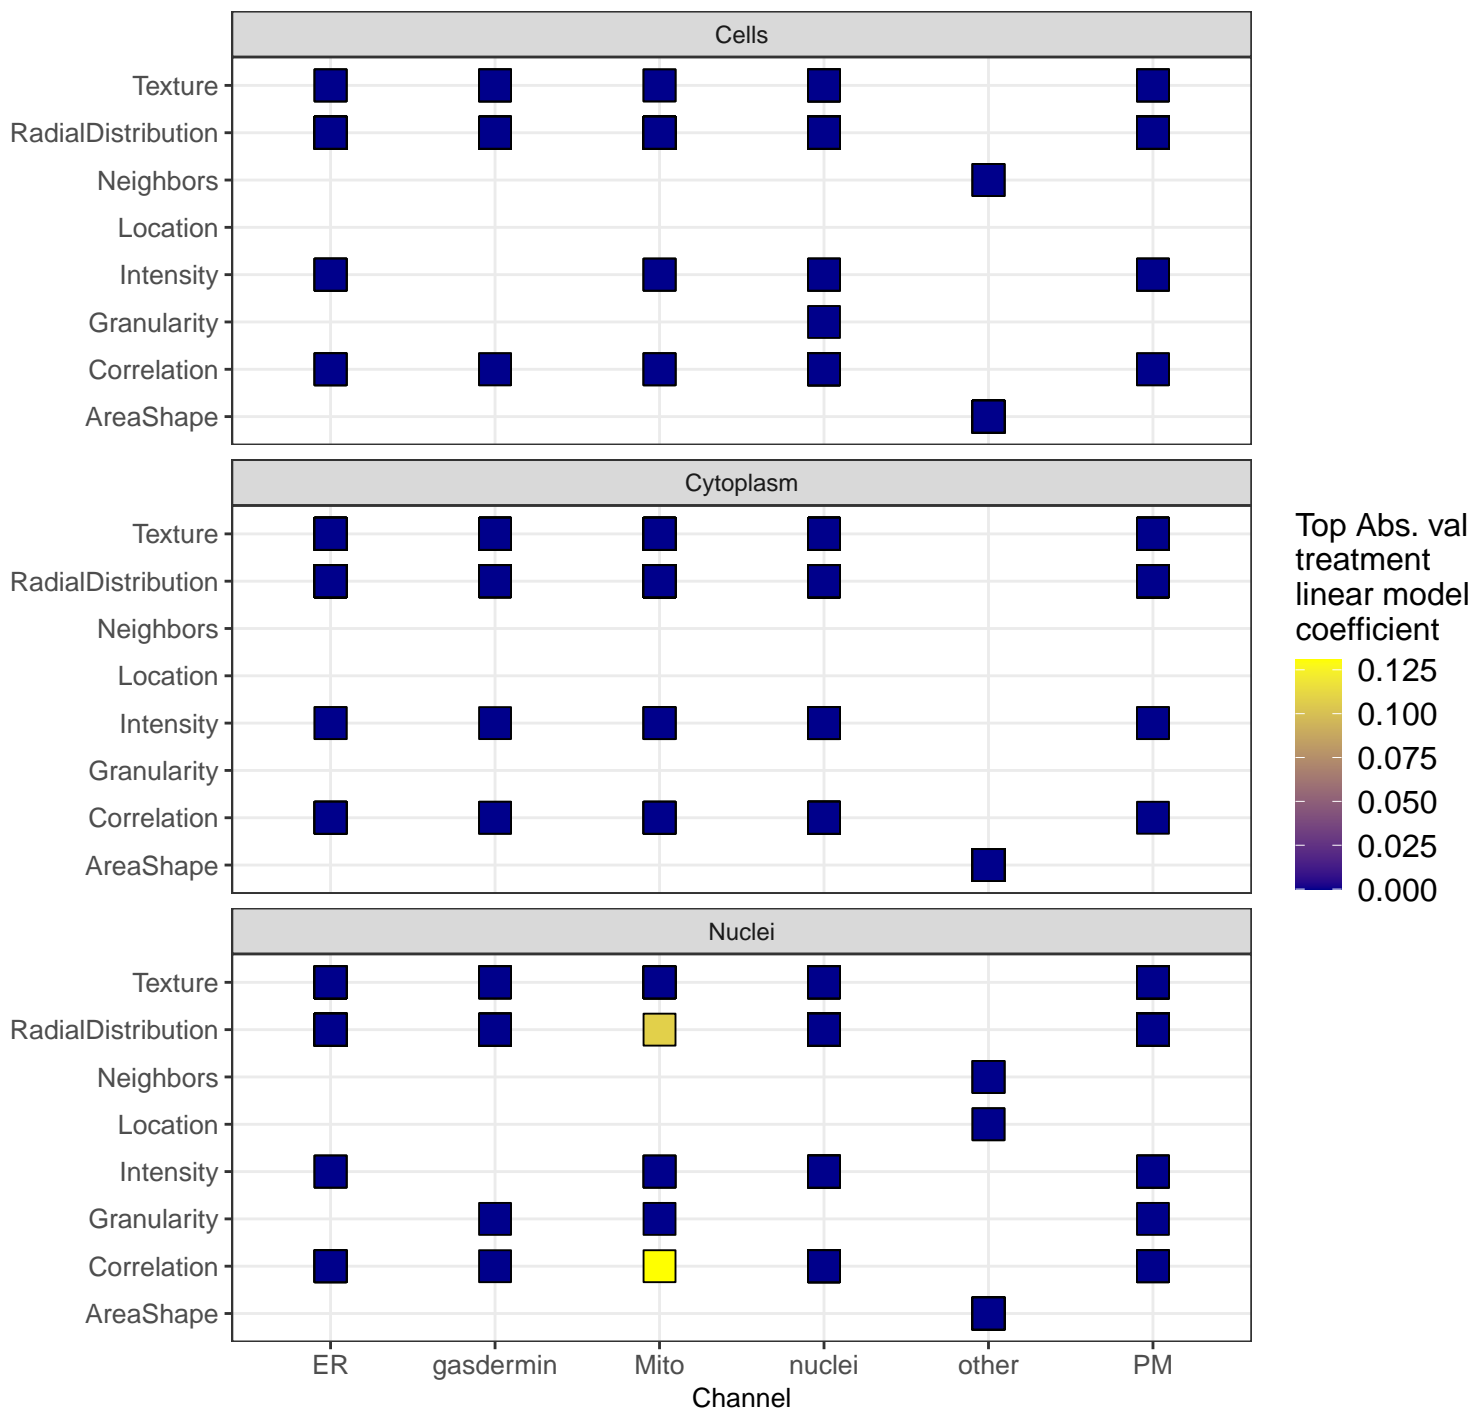 Cells
Texture
RadialDistribution
Neighbors
Location
Intensity
Granularity
Correlation
AreaShape
Cytoplasm
Texture
RadialDistribution
Neighbors
Location
Intensity
Granularity
Correlation
AreaShape
Nuclei
Texture
RadialDistribution
Neighbors
Location
Intensity
Granularity
Correlation
AreaShape
ER gasdermin Mito nuclei other PM
Channel
Top Abs. val
treatment
linear model
coefficient
0.125
0.100
0.075
0.050
0.025
0.000